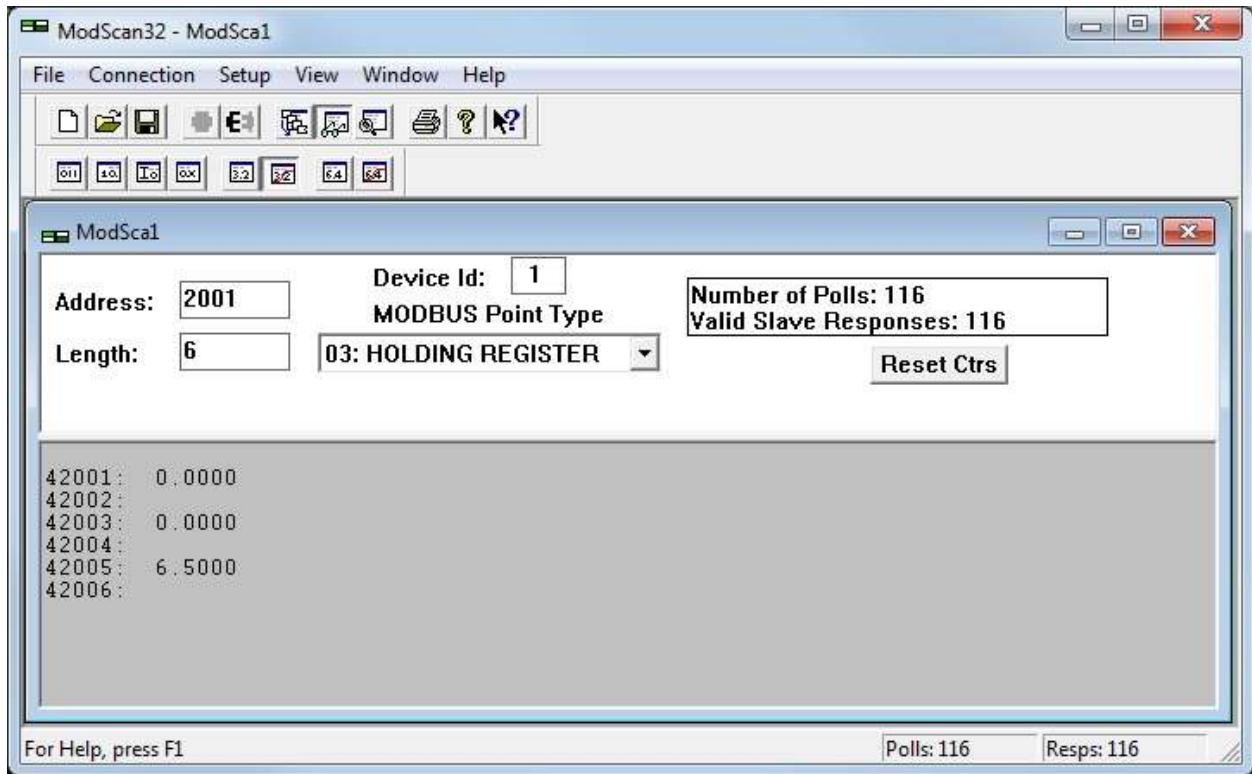 ModScan32 - ModSca1
File Connection Setup View Window Help
ModSca1
Address: 2001
Device Id: 1
MODBUS Point Type
Length: 6
03: HOLDING REGISTER
Number of Polls: 116
Valid Slave Responses: 116
Reset Ctrs
42001: 0.0000
42002:
42003: 0.0000
42004:
42005: 6.5000
42006:
For Help, press F1
Polls: 116
Resps: 116